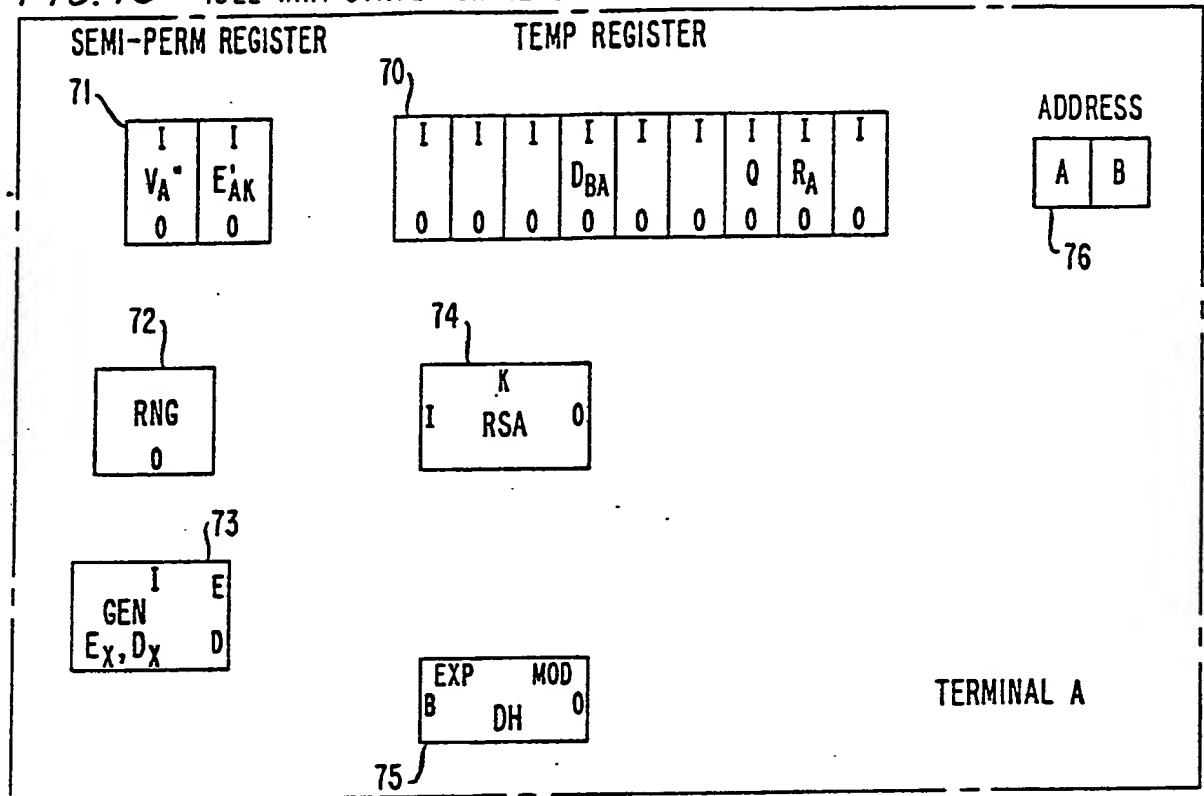 SEMI-PERM REGISTER
TEMP REGISTER
71
70
ADDRESS
I I
V_A" E'_AK
0 0
I I 1 I I I I I I
D_BA Q R_A
0 0 0 0 0 0 0 0 0
A B
76
72
RNG
0
74
K
I RSA 0
73
I E
GEN
E_X, D_X D
EXP MOD
B DH 0
75
TERMINAL A